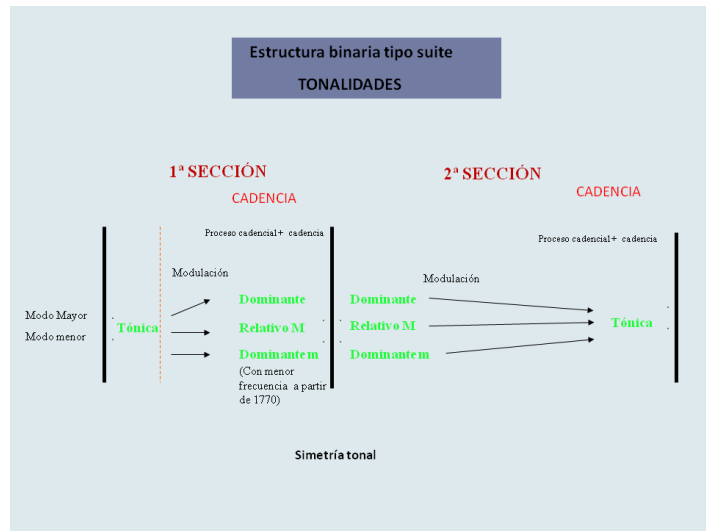 Estructura binaria tipo suite
TONALIDADES
1ª SECCIÓN
CADENCIA
Proceso cadencial+ cadencia
Modulación
Modo Mayor
Modo menor
Tónica
Dominante
Relativo M
Dominante m
(Con menor
frecuencia a partir
de 1770)
2ª SECCIÓN
CADENCIA
Proceso cadencial+ cadencia
Modulación
Dominante
Relativo M
Dominante m
Tónica
Simetría tonal